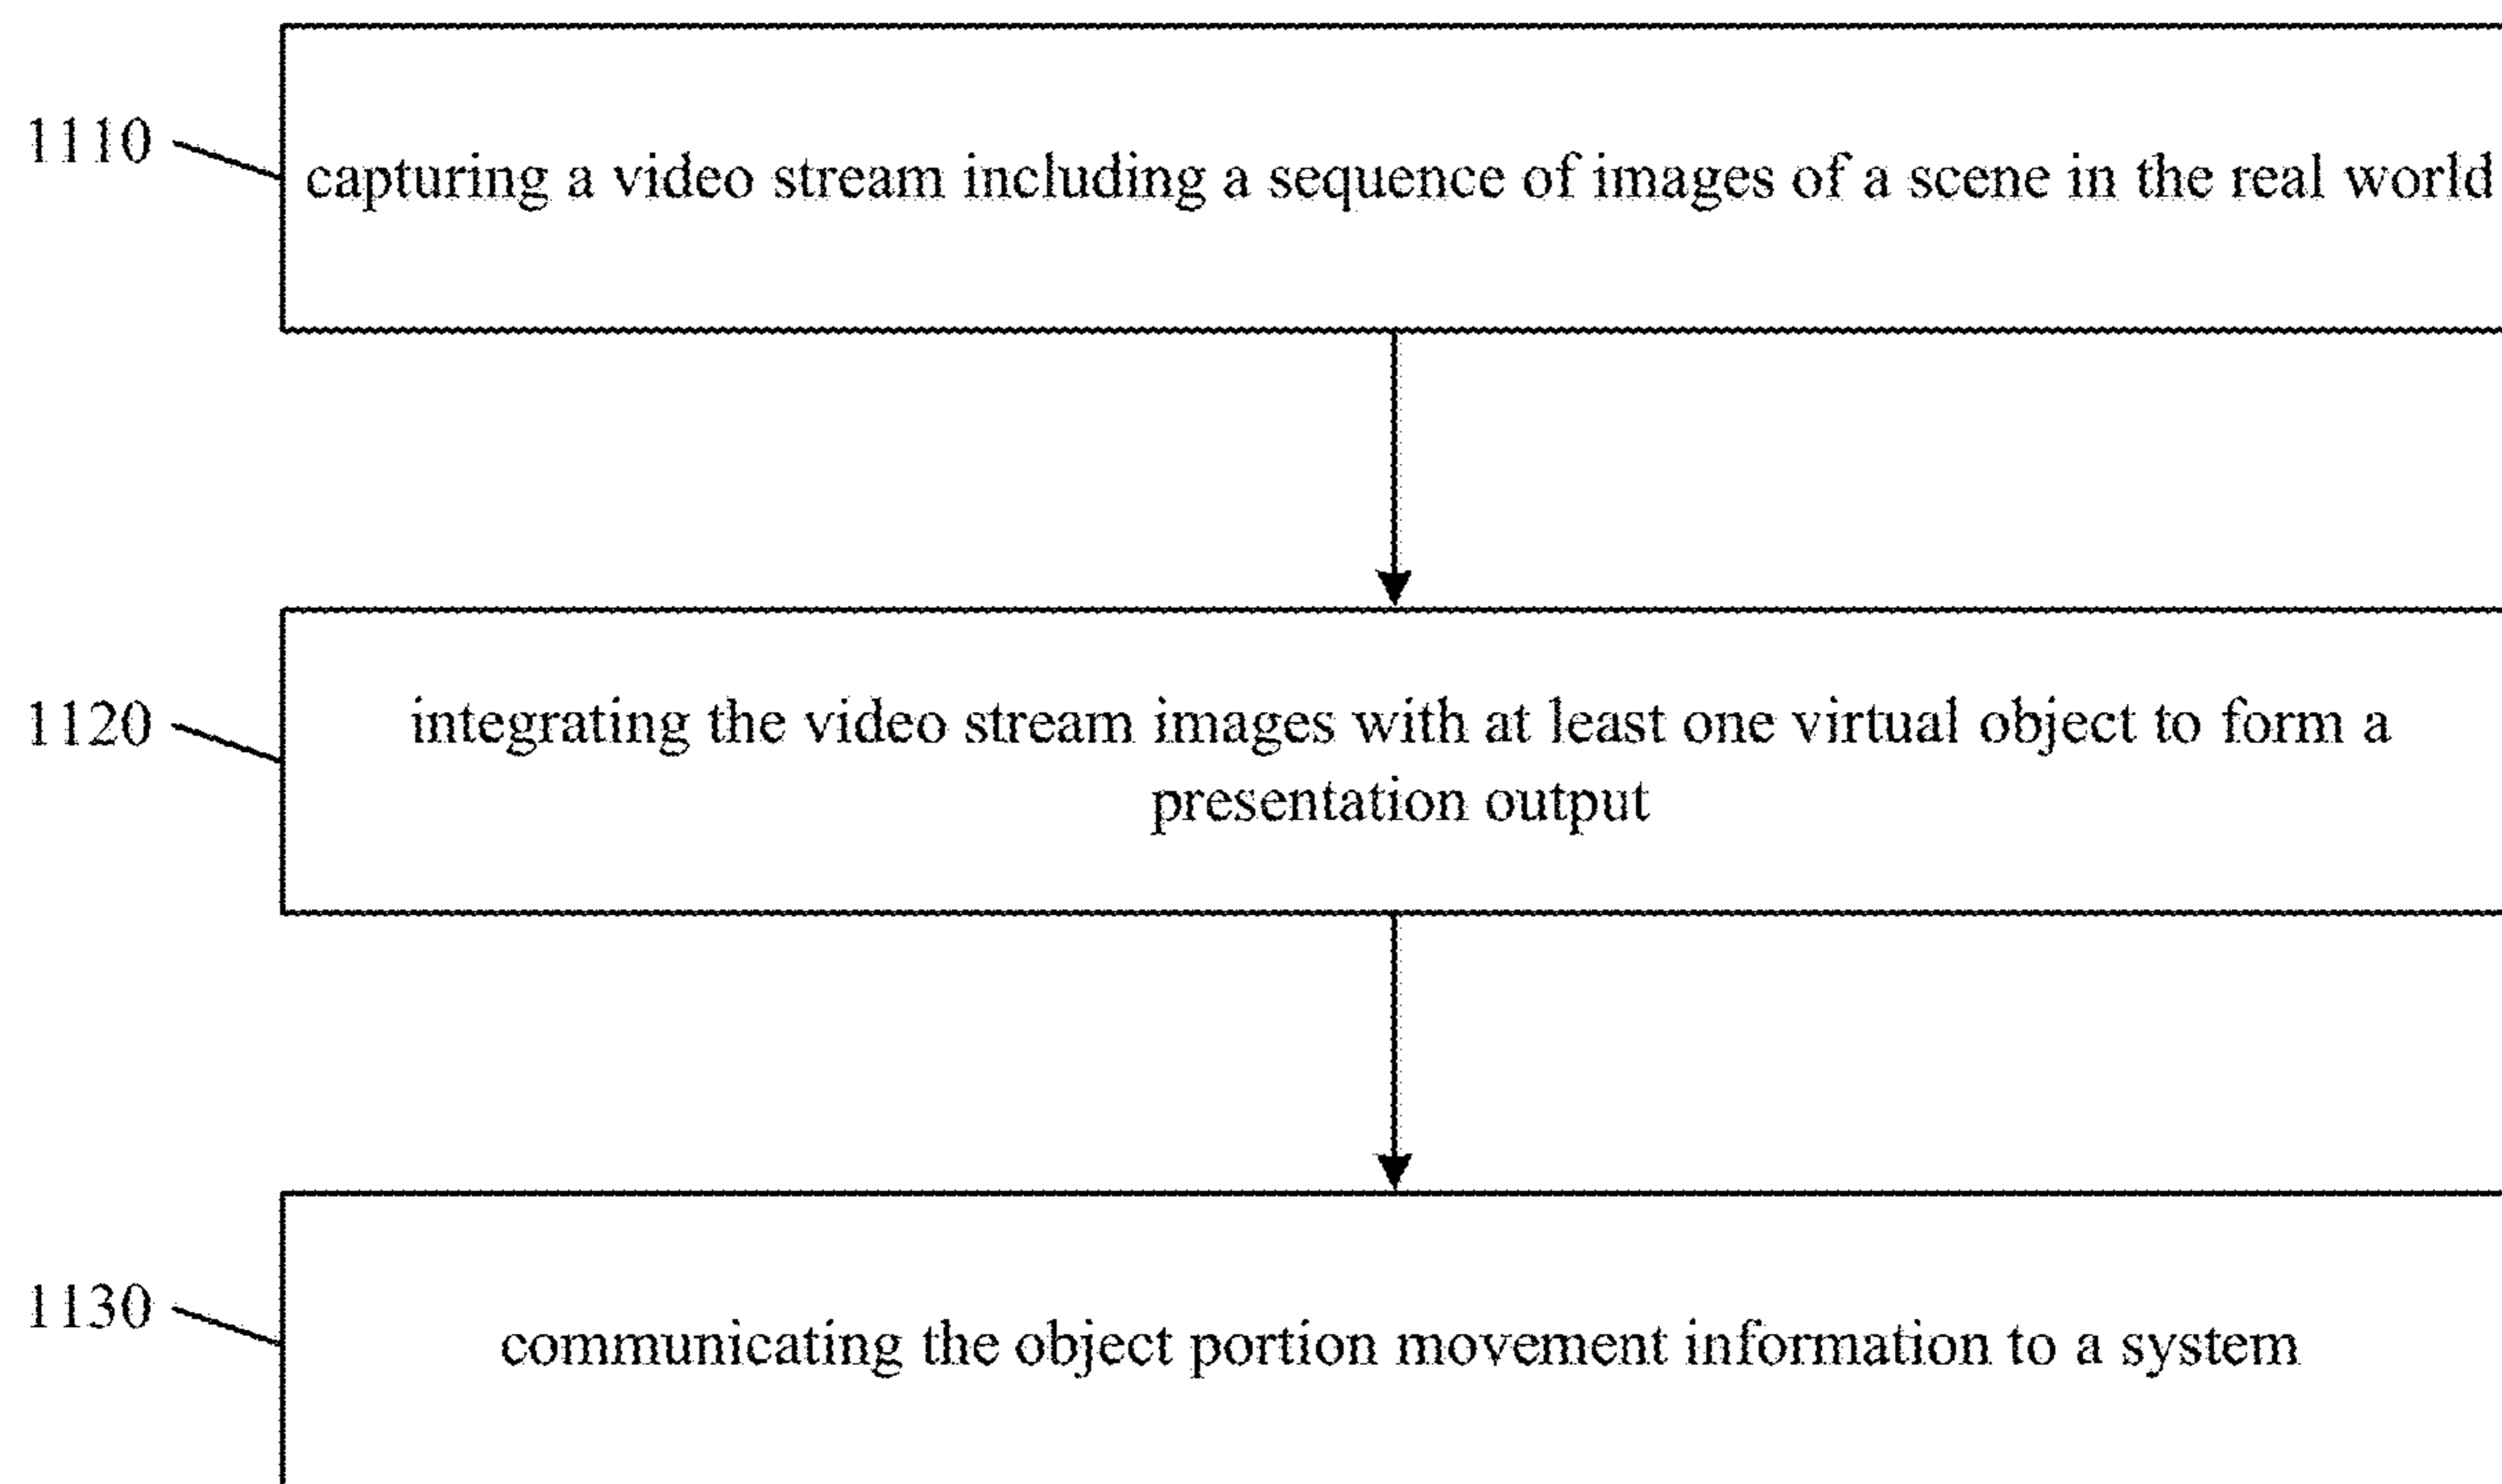 1110
capturing a video stream including a sequence of images of a scene in the real world
1120
integrating the video stream images with at least one virtual object to form a
presentation output
1130
communicating the object portion movement information to a system